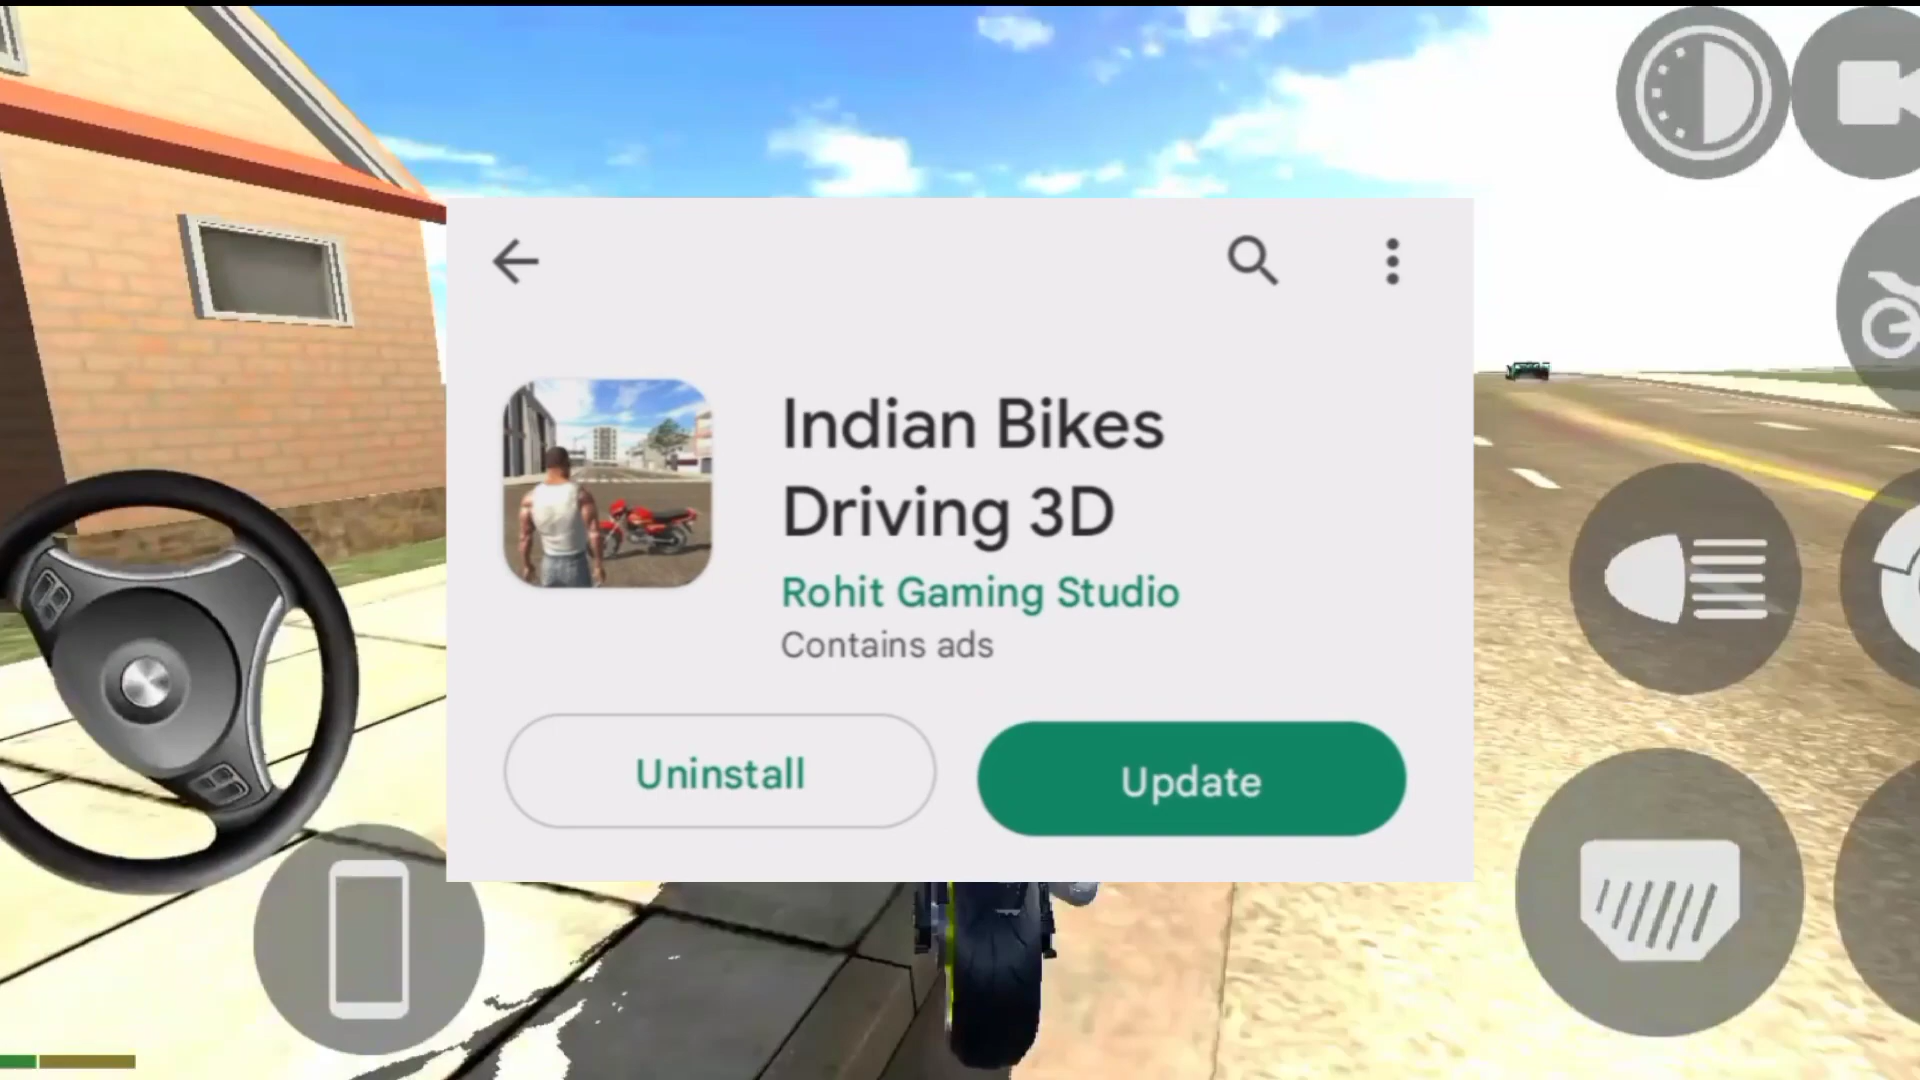 Indian Bikes
Driving 3D
Rohit Gaming Studio
Contains ads
Uninstall
Update